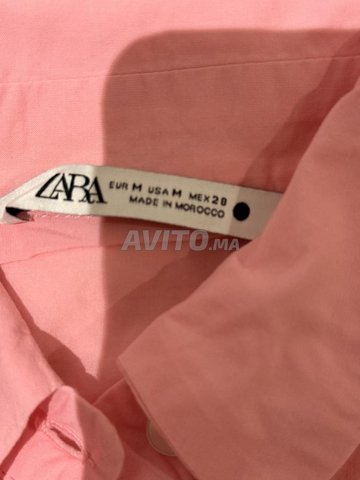 ZARA
EUR M USA M MEX 28
MADE IN MOROCCO
AVITO.MA